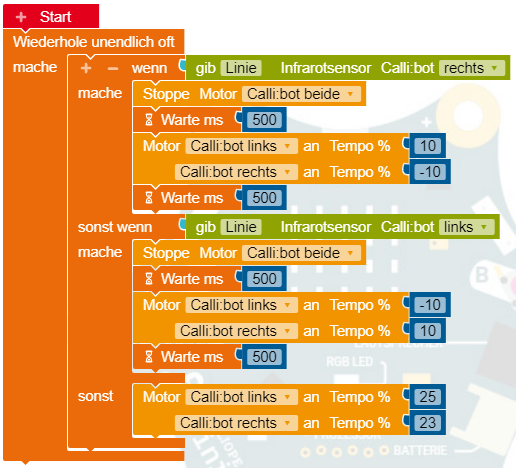 + Start
Wiederhole unendlich oft
mache + − wenn gib Linie Infrarotsensor Calli:bot rechts
mache Stoppe Motor Calli:bot beide
Warte ms 500
Motor Calli:bot links an Tempo % 10
Calli:bot rechts an Tempo % -10
Warte ms 500
sonst wenn gib Linie Infrarotsensor Calli:bot links
mache Stoppe Motor Calli:bot beide
Warte ms 500
Motor Calli:bot links an Tempo % -10
Calli:bot rechts an Tempo % 10
Warte ms 500
sonst Motor Calli:bot links an Tempo % 25
Calli:bot rechts an Tempo % 23
+
B
RGB LED
BATTERIE